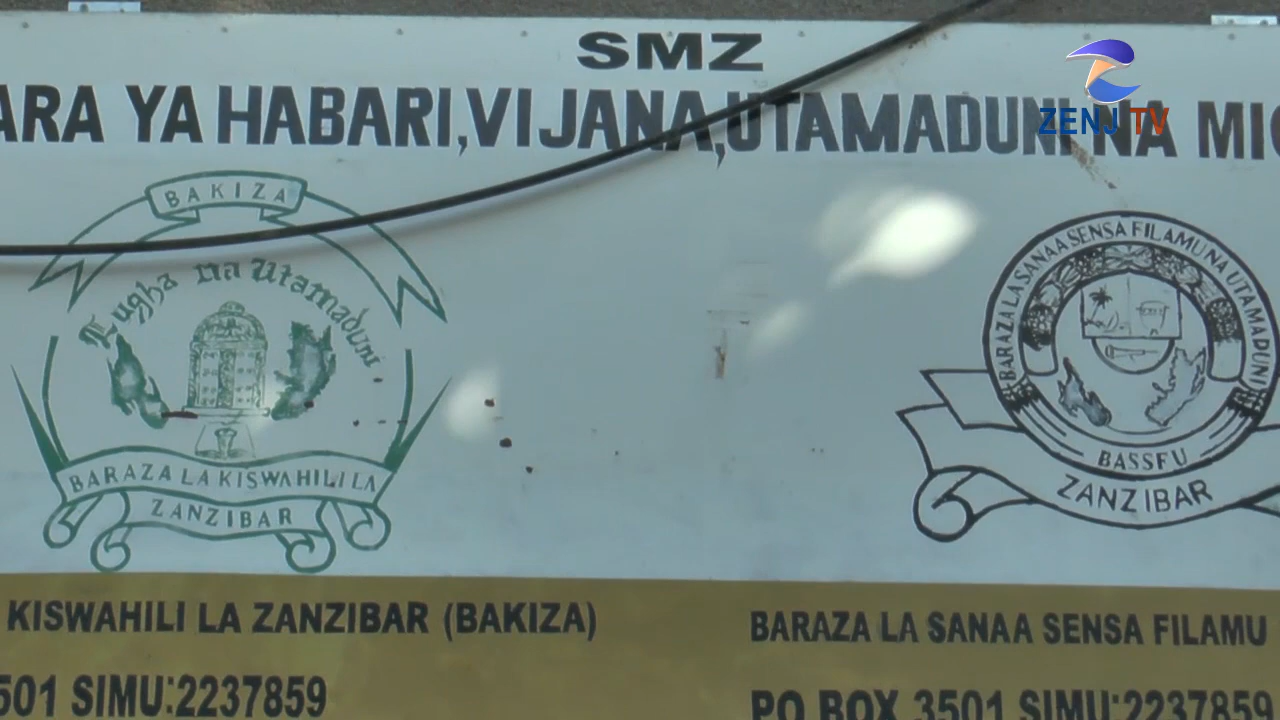 SMZ
ARA YA HABARI,VIJANA,UTAMADUNI NA MIC
ZENJ TV
BAKIZA
Lugha na Utamaduni
BARAZA LA KISWAHILI LA
ZANZIBAR
BARAZA LA SANAA SENSA FILAMU NA UTAMADUNI
BASSFU
ZANZIBAR
KISWAHILI LA ZANZIBAR (BAKIZA)
3501 SIMU:2237859
BARAZA LA SANAA SENSA FILAMU
PO BOX 3501 SIMU:2237859